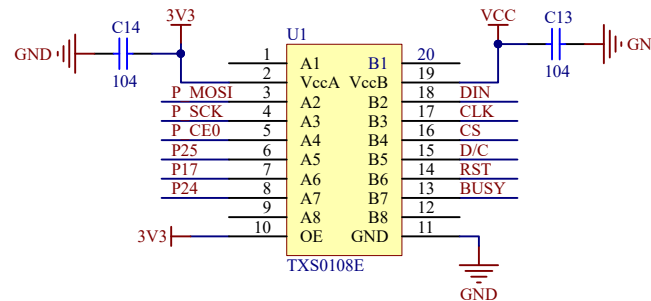 C14 3V3 U1 VCC C13
GND 104 104 GN
1 A1 B1 20
2 VccA VccB 19
P_MOSI 3 A2 B2 18 DIN
P_SCK 4 A3 B3 17 CLK
P_CE0 5 A4 B4 16 CS
P25 6 A5 B5 15 D/C
P17 7 A6 B6 14 RST
P24 8 A7 B7 13 BUSY
9 A8 B8 12
3V3 10 OE GND 11
TXS0108E
GND